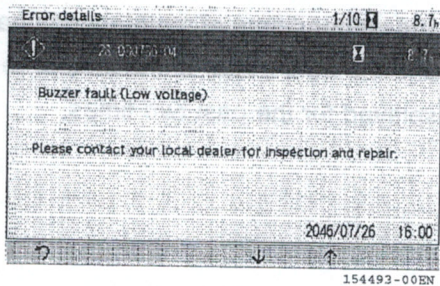 Error details 1/10 8.7h
8.7h
Buzzer fault (Low voltage)
Please contact your local dealer for inspection and repair.
2046/07/26 16:00
154493-00EN